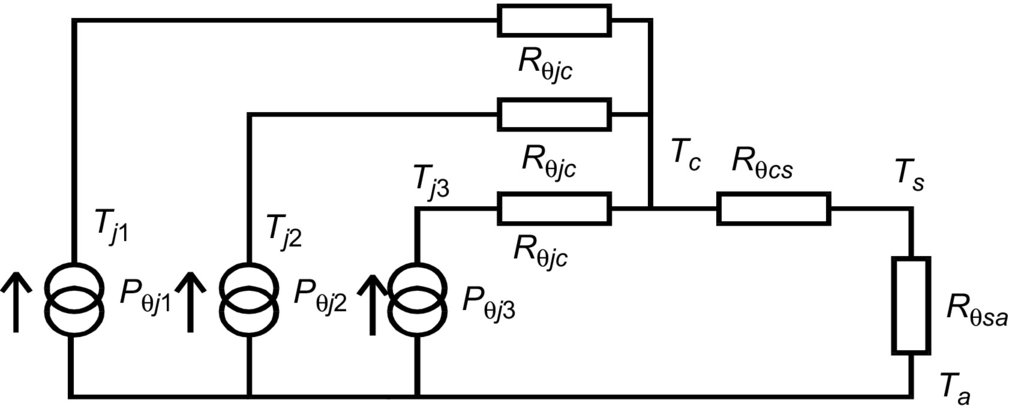 Rθjc
Rθjc
Tc
Rθcs
Ts
Tj3
Rθjc
Tj1
Tj2
Pθj1
Pθj2
Pθj3
Rθsa
Ta